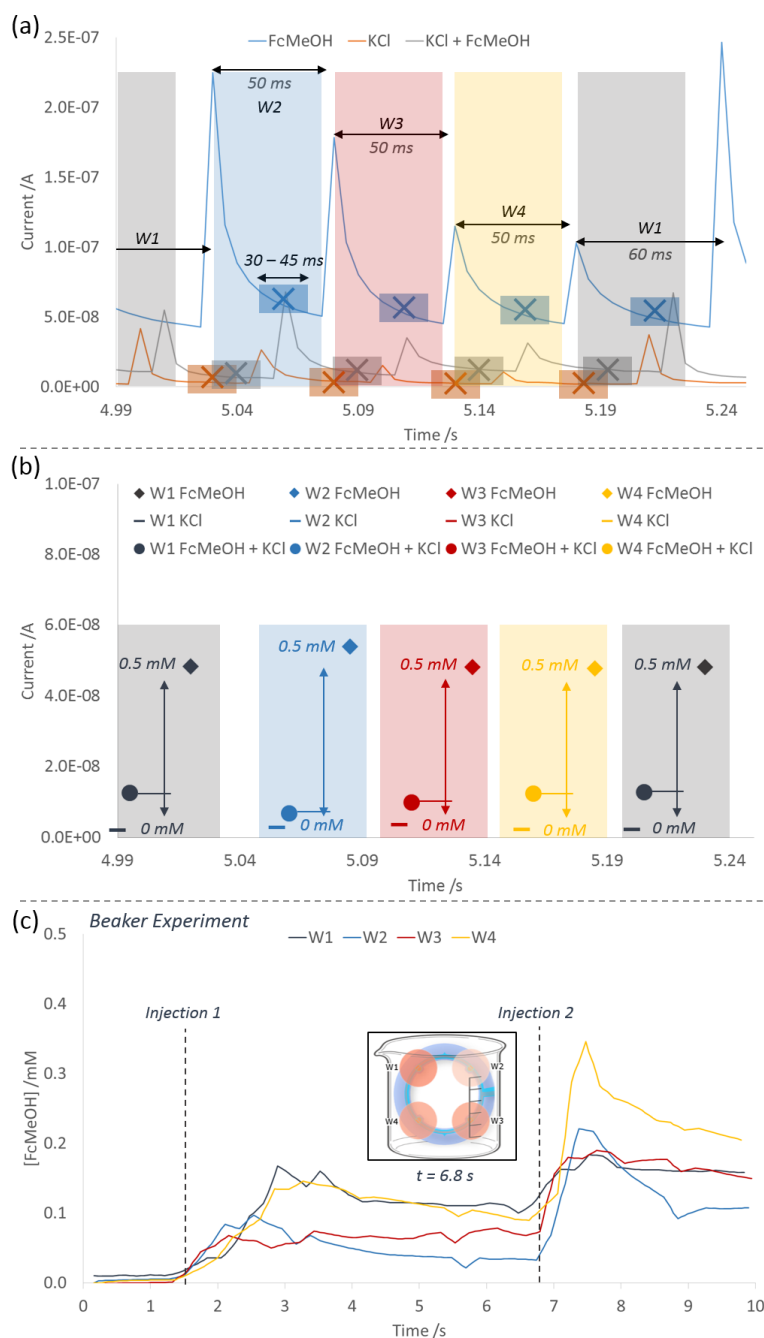 (a)
FcMeOH KCl KCl + FcMeOH
2.5E-07
2.0E-07
1.5E-07
1.0E-07
5.0E-08
0.0E+00
Current /A
50 ms
W2
W3
50 ms
W4
50 ms
W1
60 ms
W1
30 – 45 ms
4.99 5.04 5.09 5.14 5.19 5.24
Time /s
(b)
1.0E-07
8.0E-08
6.0E-08
4.0E-08
2.0E-08
0.0E+00
Current /A
W1 FcMeOH W2 FcMeOH W3 FcMeOH W4 FcMeOH
W1 KCl W2 KCl W3 KCl W4 KCl
W1 FcMeOH + KCl W2 FcMeOH + KCl W3 FcMeOH + KCl W4 FcMeOH + KCl
0.5 mM 0.5 mM 0.5 mM 0.5 mM 0.5 mM
0 mM 0 mM 0 mM 0 mM 0 mM
4.99 5.04 5.09 5.14 5.19 5.24
Time /s
(c)
Beaker Experiment
W1 W2 W3 W4
0.5
0.4
0.3
0.2
0.1
0.0
[FcMeOH] /mM
Injection 1
Injection 2
W1 W2
W4 W3
t = 6.8 s
0 1 2 3 4 5 6 7 8 9 10
Time /s